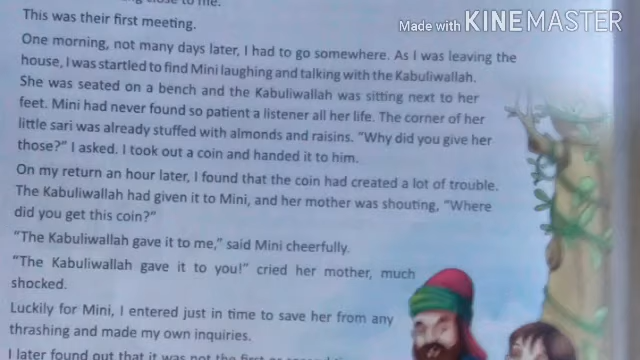 to me.
This was their first meeting.
Made with KINEMASTER
One morning, not many days later, I had to go somewhere. As I was leaving the
house, I was startled to find Mini laughing and talking with the Kabuliwallah.
She was seated on a bench and the Kabuliwallah was sitting next to her
feet. Mini had never found so patient a listener all her life. The corner of her
little sari was already stuffed with almonds and raisins. “Why did you give her
those?” I asked. I took out a coin and handed it to him.
On my return an hour later, I found that the coin had created a lot of trouble.
The Kabuliwallah had given it to Mini, and her mother was shouting, “Where
did you get this coin?”
“The Kabuliwallah gave it to me,” said Mini cheerfully.
“The Kabuliwallah gave it to you!” cried her mother, much
shocked.
Luckily for Mini, I entered just in time to save her from any
thrashing and made my own inquiries.
I later found out that it was not the first